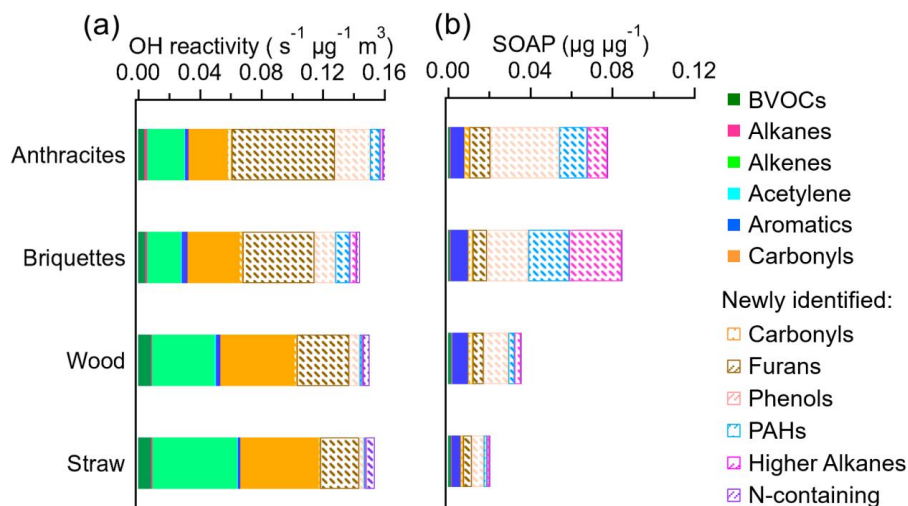 (a)
OH reactivity ( s⁻¹ μg⁻¹ m³)
0.00 0.04 0.08 0.12 0.16
(b)
SOAP (μg μg⁻¹)
0.00 0.04 0.08 0.12
Anthracites
Briquettes
Wood
Straw
BVOCs
Alkanes
Alkenes
Acetylene
Aromatics
Carbonyls
Newly identified:
Carbonyls
Furans
Phenols
PAHs
Higher Alkanes
N-containing